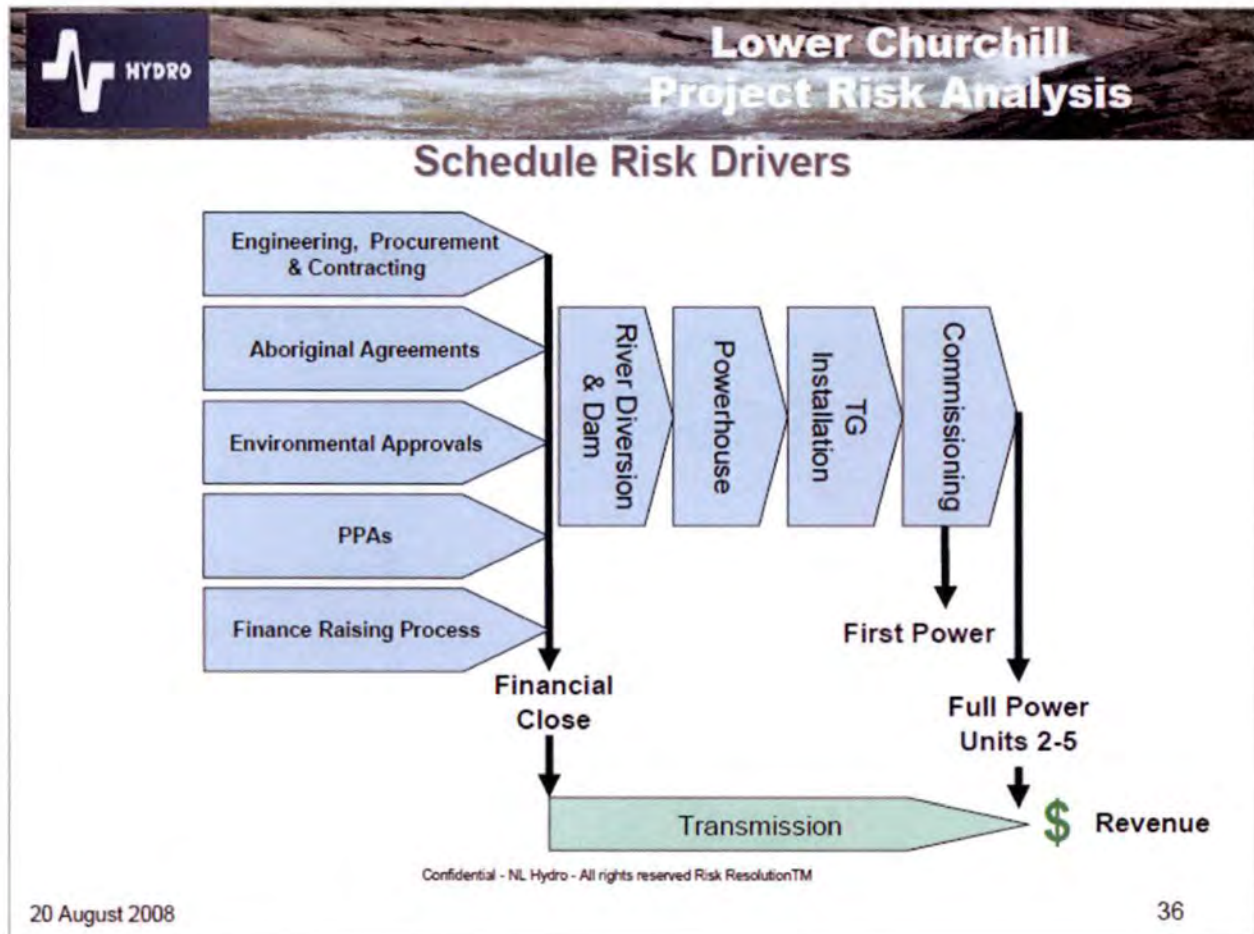 HYDRO
Lower Churchill
Project Risk Analysis
Schedule Risk Drivers
Engineering, Procurement
& Contracting
Aboriginal Agreements
Environmental Approvals
PPAs
Finance Raising Process
River Diversion
& Dam
Powerhouse
TG
Installation
Commissioning
First Power
Financial
Close
Full Power
Units 2-5
Transmission
$ Revenue
Confidential - NL Hydro - All rights reserved Risk ResolutionTM
20 August 2008
36